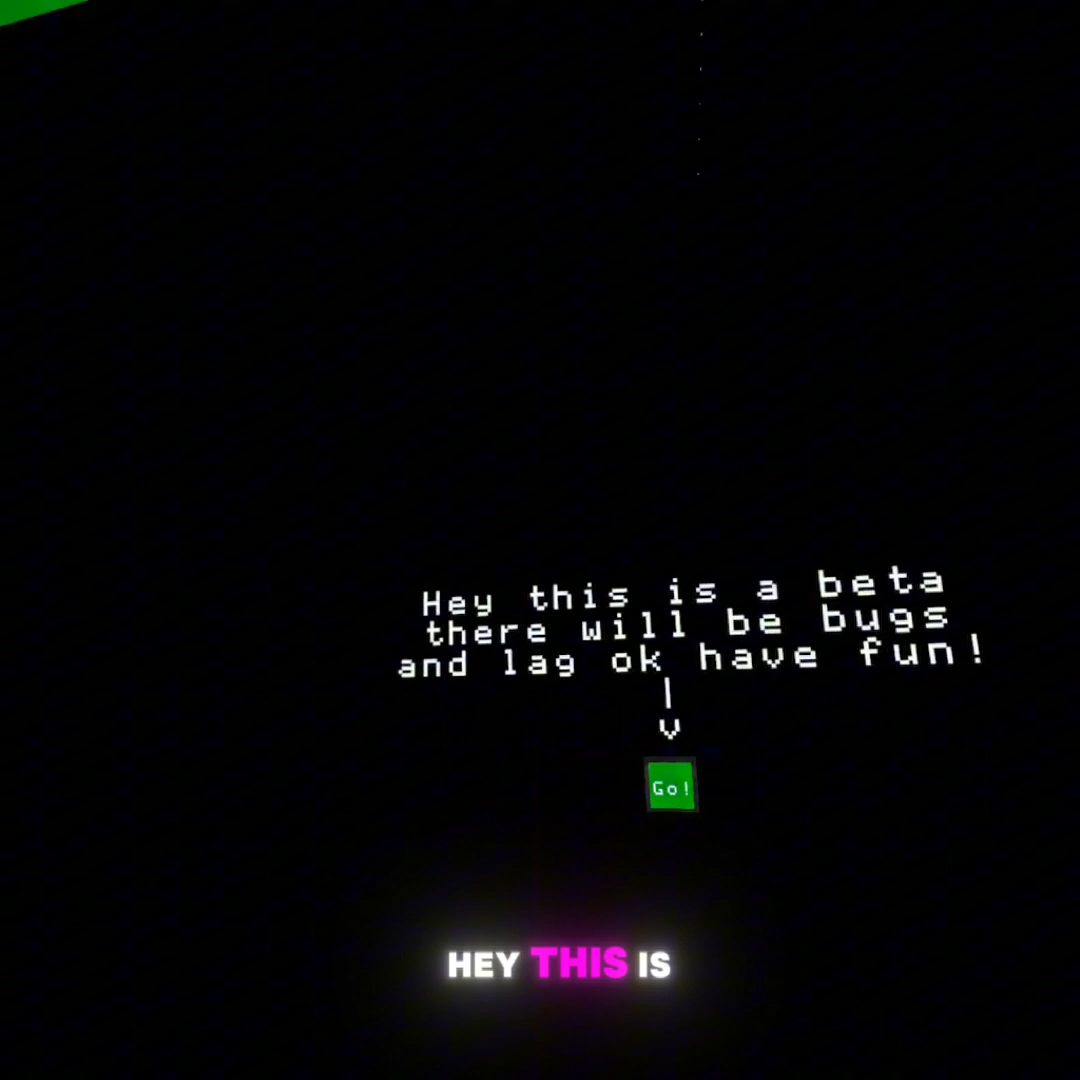 Hey this is a beta
there will be bugs
and lag ok have fun!
|
v
Go!
HEY THIS IS